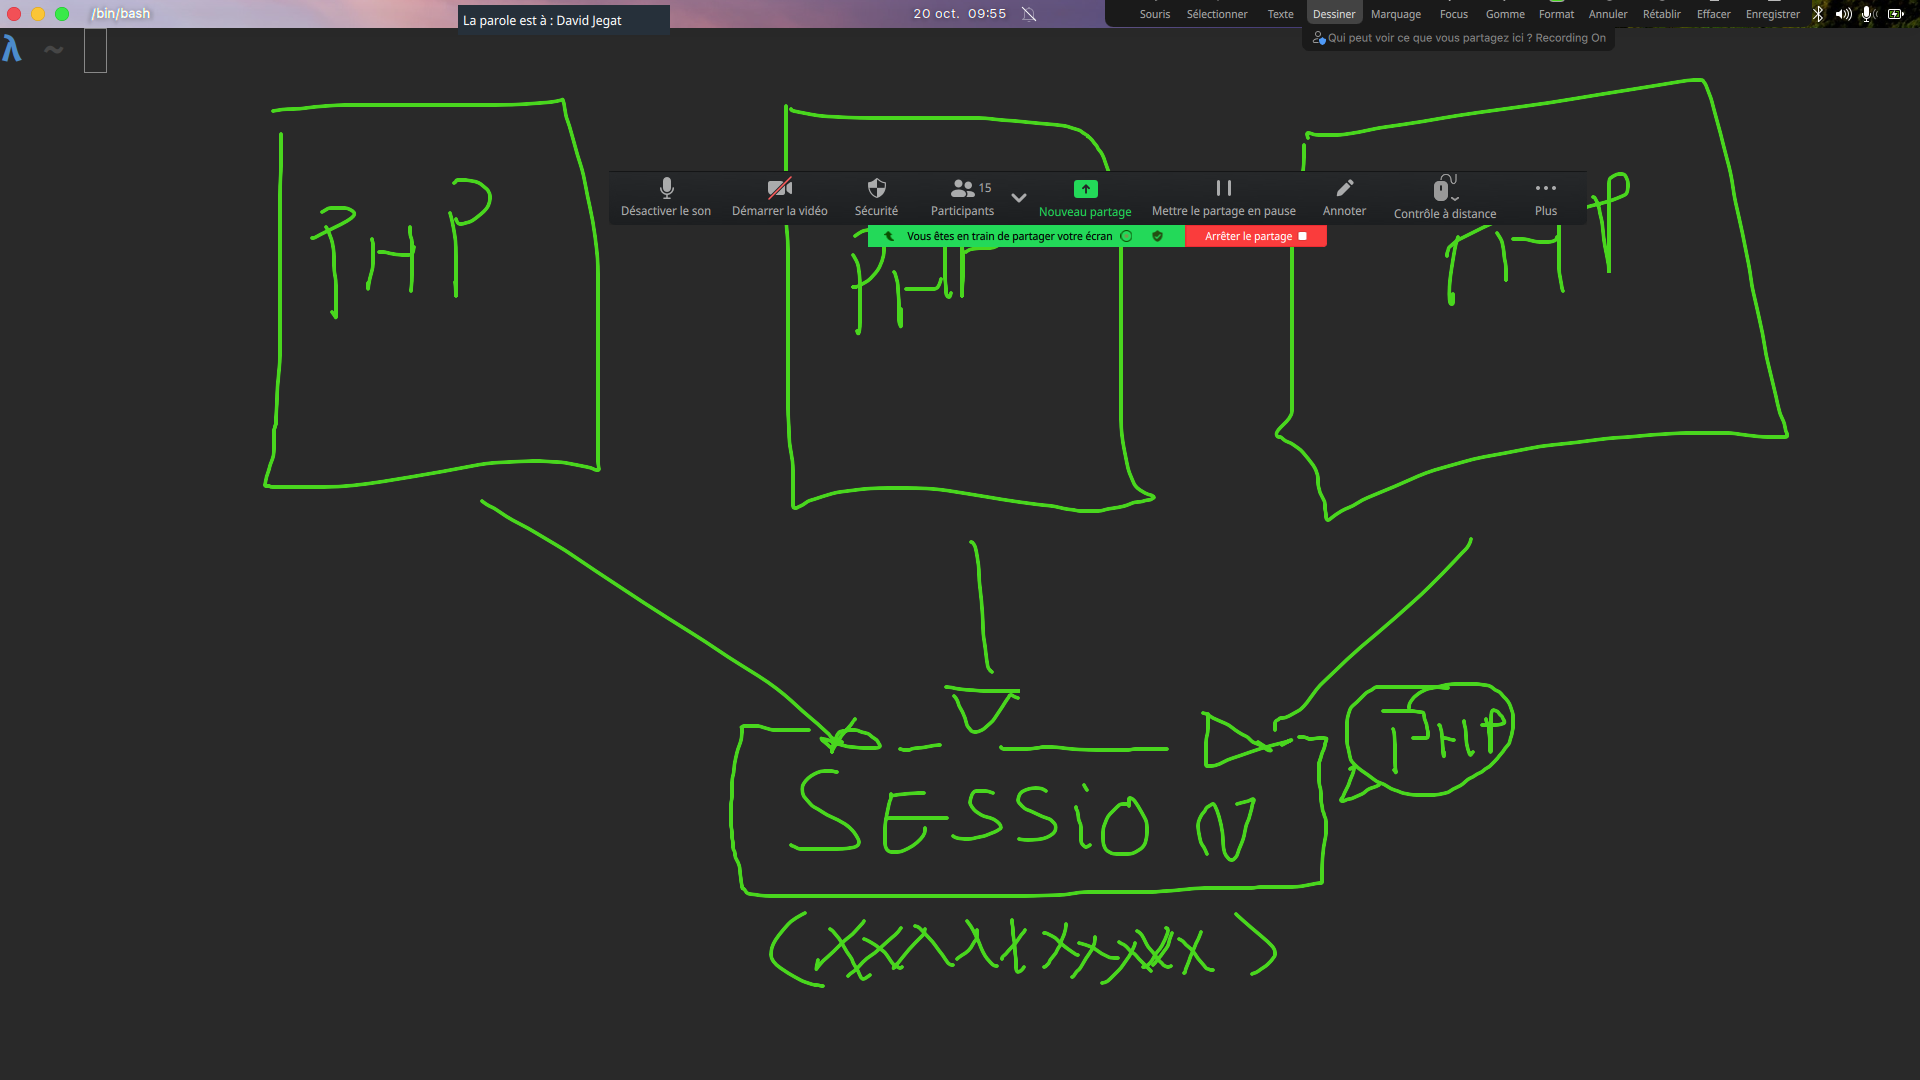 /bin/bash
La parole est à : David Jegat
20 oct. 09:55
Souris Sélectionner Texte Dessiner Marquage Focus Gomme Format Annuler Rétablir Effacer Enregistrer
Qui peut voir ce que vous partagez ici ? Recording On
λ ~
15
Désactiver le son Démarrer la vidéo Sécurité Participants Nouveau partage Mettre le partage en pause Annoter Contrôle à distance Plus
Vous êtes en train de partager votre écran Arrêter le partage
PHP PHP PHP
PHP
SESSiON
(XXXXXXXXXX)